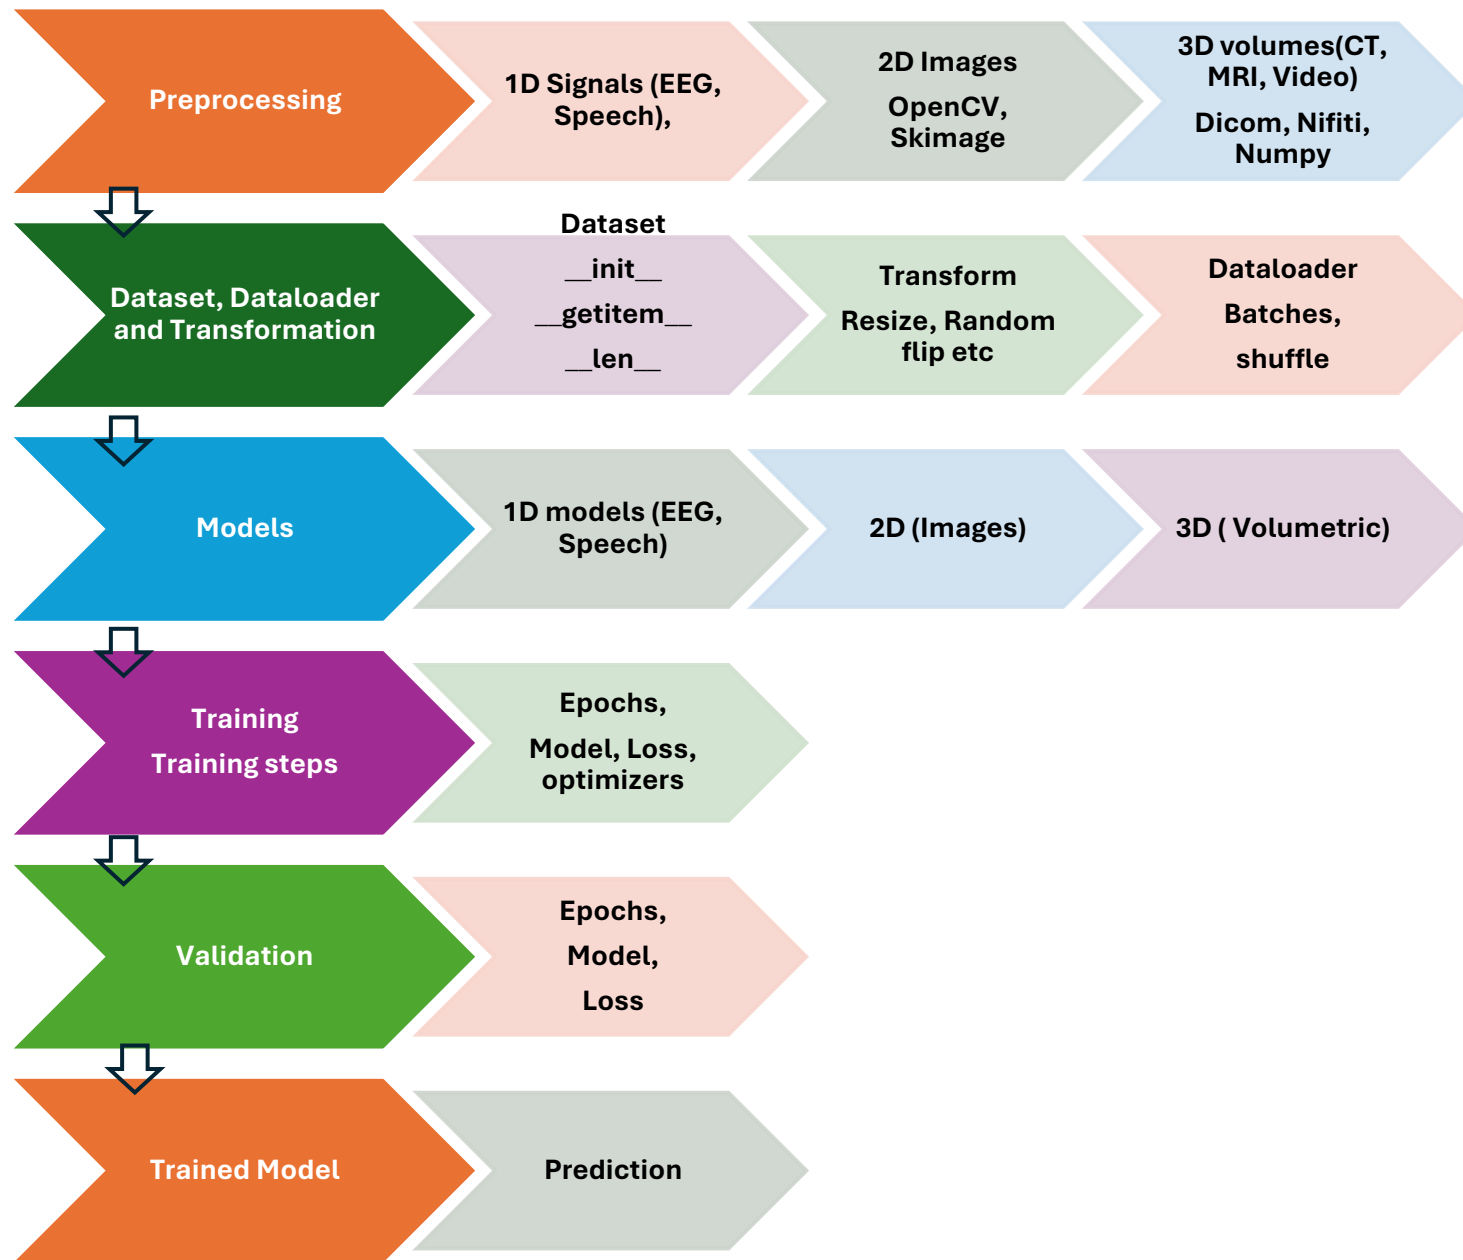 Preprocessing
1D Signals (EEG,
Speech),
2D Images
OpenCV,
Skimage
3D volumes(CT,
MRI, Video)
Dicom, Nifiti,
Numpy
Dataset, Dataloader
and Transformation
Dataset
__init__
__getitem__
__len__
Transform
Resize, Random
flip etc
Dataloader
Batches,
shuffle
Models
1D models (EEG,
Speech)
2D (Images)
3D ( Volumetric)
Training
Training steps
Epochs,
Model, Loss,
optimizers
Validation
Epochs,
Model,
Loss
Trained Model
Prediction